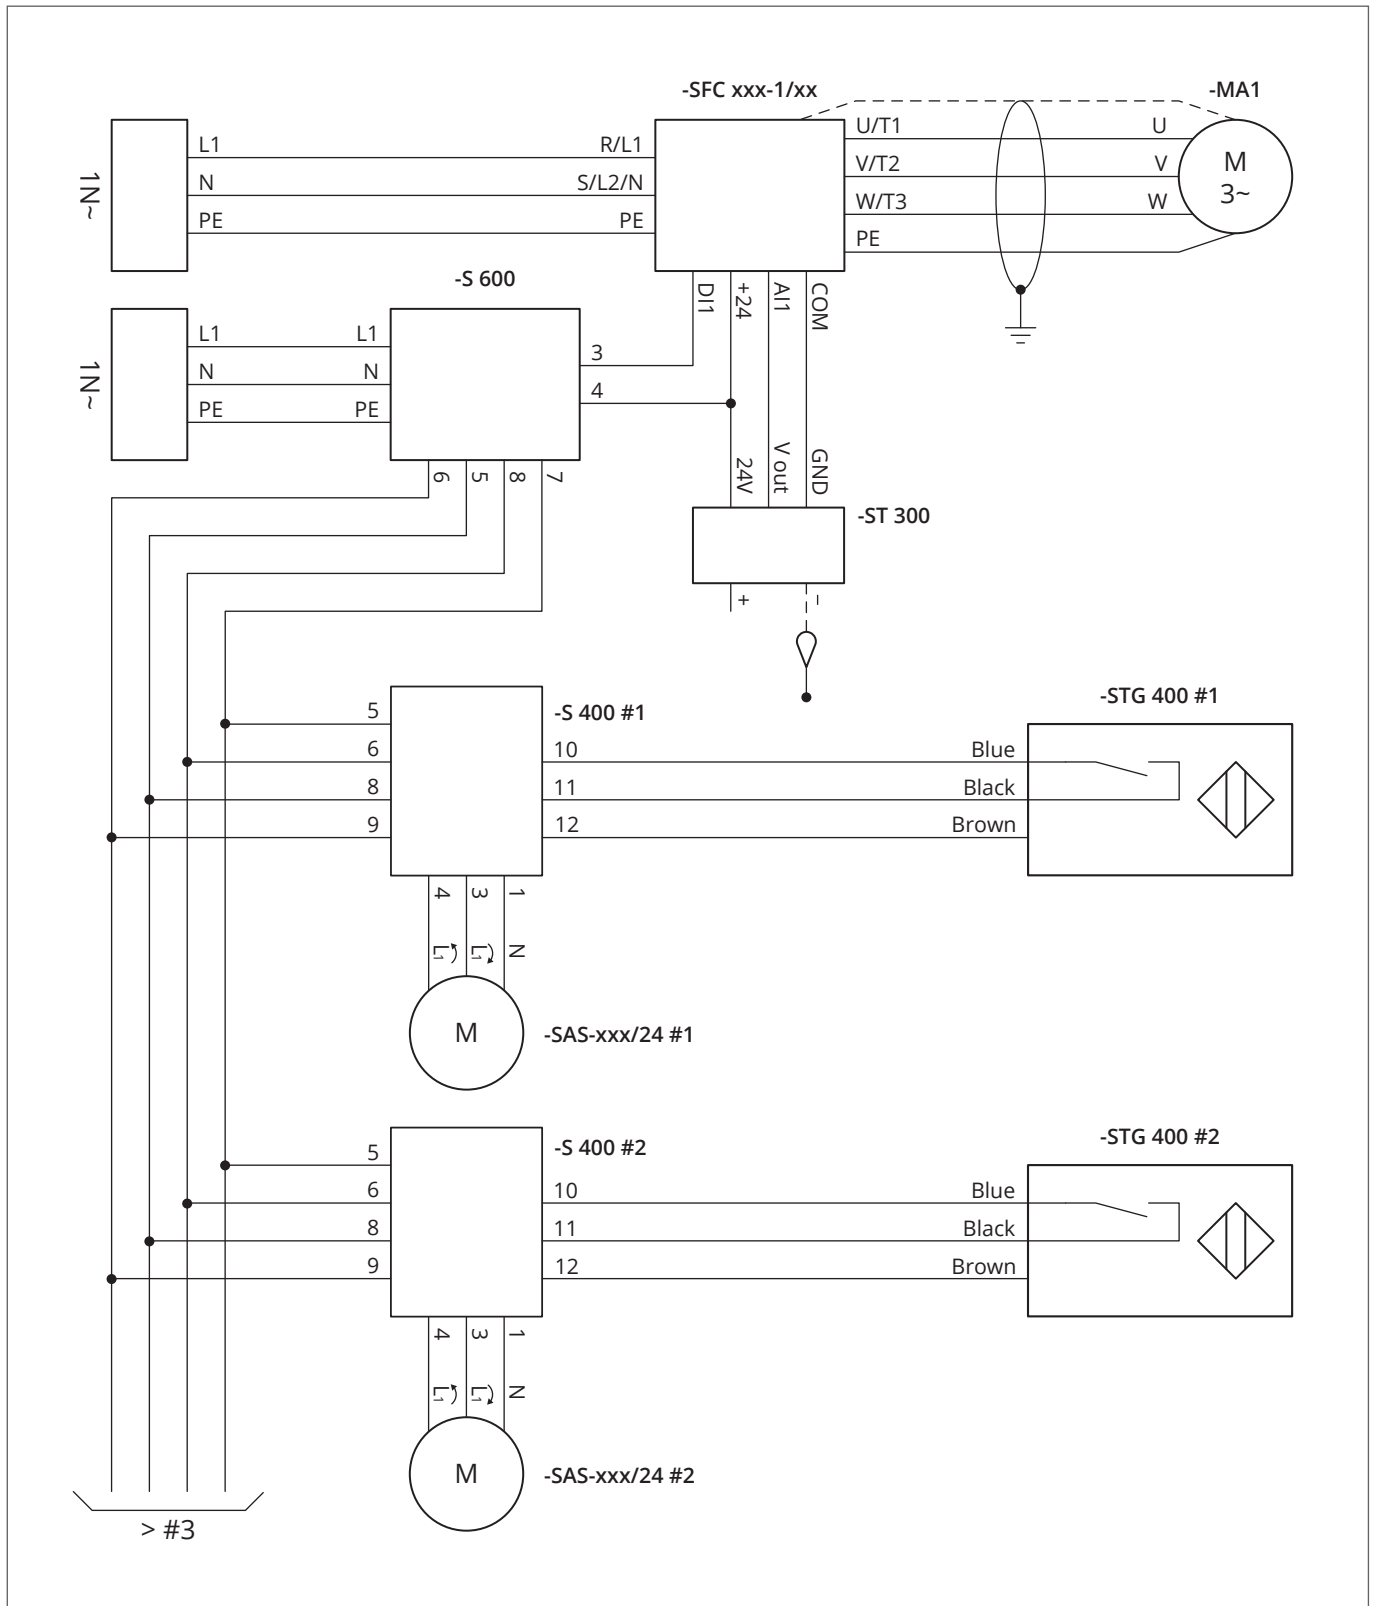 -SFC xxx-1/xx
-MA1
1N~
L1
N
PE
R/L1
S/L2/N
PE
U/T1
V/T2
W/T3
PE
U
V
W
M
3~
DI1
+24
AI1
COM
-S 600
1N~
L1
N
PE
L1
N
PE
3
4
6
5
8
7
24V
V out
GND
-ST 300
+
–
-S 400 #1
5
6
8
9
10
11
12
Blue
Black
Brown
-STG 400 #1
4
3
1
L1
L1
N
M
-SAS-xxx/24 #1
-S 400 #2
5
6
8
9
10
11
12
Blue
Black
Brown
-STG 400 #2
4
3
1
L1
L1
N
M
-SAS-xxx/24 #2
> #3